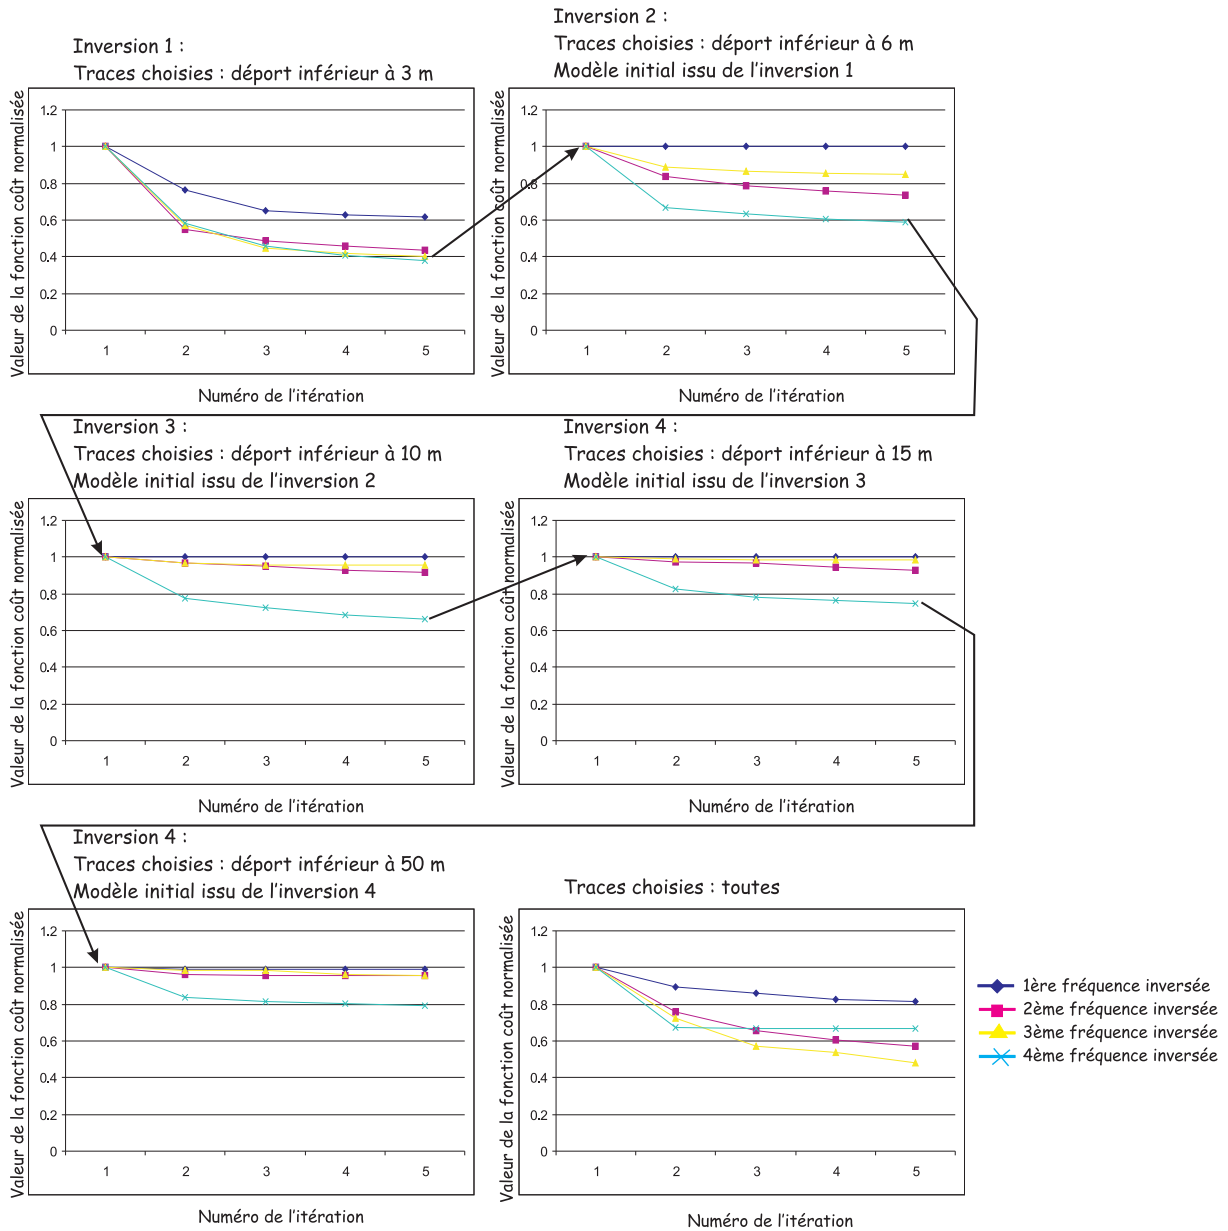 Inversion 1 :
Traces choisies : déport inférieur à 3 m
Valeur de la fonction coût normalisée
1.2
1
0.8
0.6
0.4
0.2
0
1 2 3 4 5
Numéro de l'itération
Inversion 2 :
Traces choisies : déport inférieur à 6 m
Modèle initial issu de l'inversion 1
Valeur de la fonction coût normalisée
1.2
1
0.8
0.6
0.4
0.2
0
1 2 3 4 5
Numéro de l'itération
Inversion 3 :
Traces choisies : déport inférieur à 10 m
Modèle initial issu de l'inversion 2
Valeur de la fonction coût normalisée
1.2
1
0.8
0.6
0.4
0.2
0
1 2 3 4 5
Numéro de l'itération
Inversion 4 :
Traces choisies : déport inférieur à 15 m
Modèle initial issu de l'inversion 3
Valeur de la fonction coût normalisée
1.2
1
0.8
0.6
0.4
0.2
0
1 2 3 4 5
Numéro de l'itération
Inversion 4 :
Traces choisies : déport inférieur à 50 m
Modèle initial issu de l'inversion 4
Valeur de la fonction coût normalisée
1.2
1
0.8
0.6
0.4
0.2
0
1 2 3 4 5
Numéro de l'itération
Traces choisies : toutes
Valeur de la fonction coût normalisée
1.2
1
0.8
0.6
0.4
0.2
0
1 2 3 4 5
Numéro de l'itération
1ère fréquence inversée
2ème fréquence inversée
3ème fréquence inversée
4ème fréquence inversée